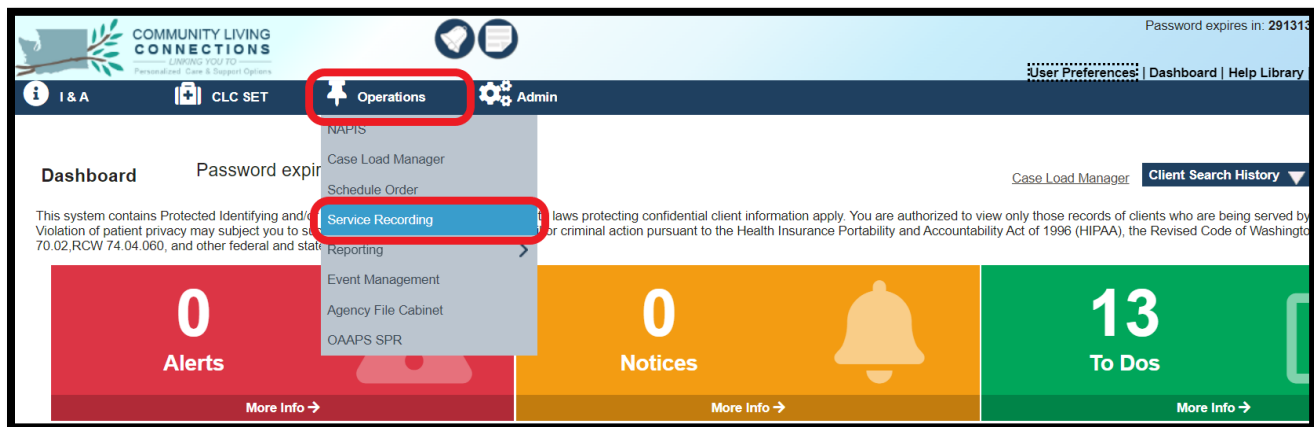 COMMUNITY LIVING
CONNECTIONS
LINKING YOU TO
Personalized Care & Support Options
Password expires in: 291313
User Preferences | Dashboard | Help Library
I & A CLC SET Operations Admin
NAPIS
Case Load Manager
Schedule Order
Service Recording
Reporting
Event Management
Agency File Cabinet
OAAPS SPR
Dashboard Password expir
Case Load Manager Client Search History
This system contains Protected Identifying and/ laws protecting confidential client information apply. You are authorized to view only those records of clients who are being served by
Violation of patient privacy may subject you to or criminal action pursuant to the Health Insurance Portability and Accountability Act of 1996 (HIPAA), the Revised Code of Washingto
70.02,RCW 74.04.060, and other federal and stat
0 0 13
Alerts Notices To Dos
More Info → More Info → More Info →